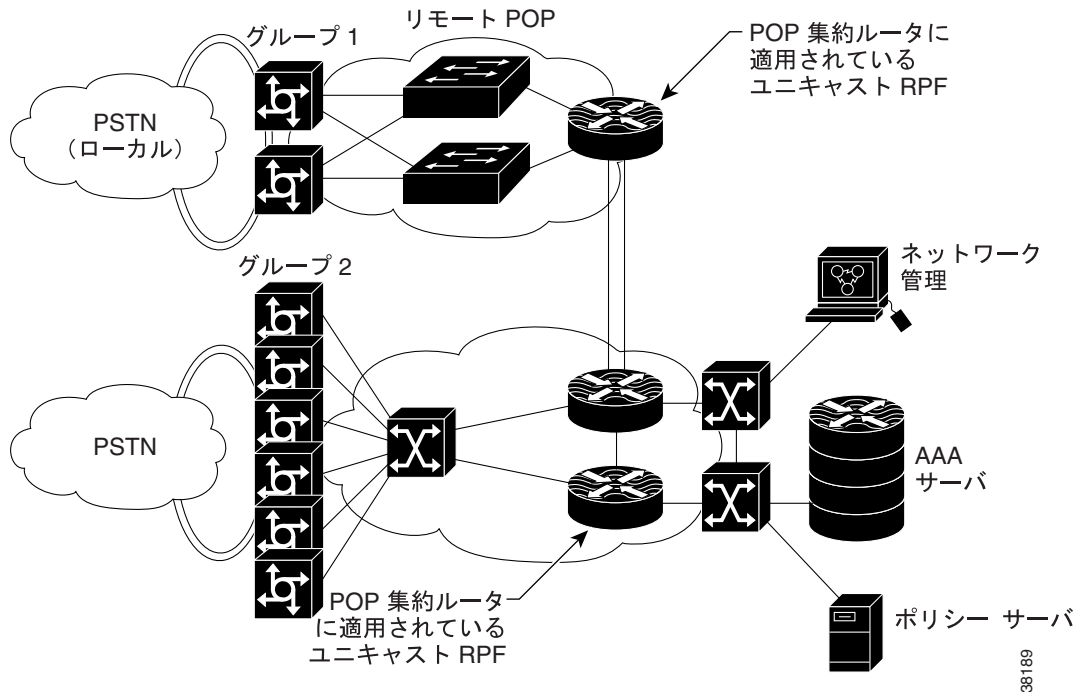 リモート POP
グループ 1
POP 集約ルータに
適用されている
ユニキャスト RPF
PSTN
（ローカル）
グループ 2
ネットワーク
管理
PSTN
AAA
サーバ
POP 集約ルータ
に適用されている
ユニキャスト RPF
ポリシー サーバ
38189